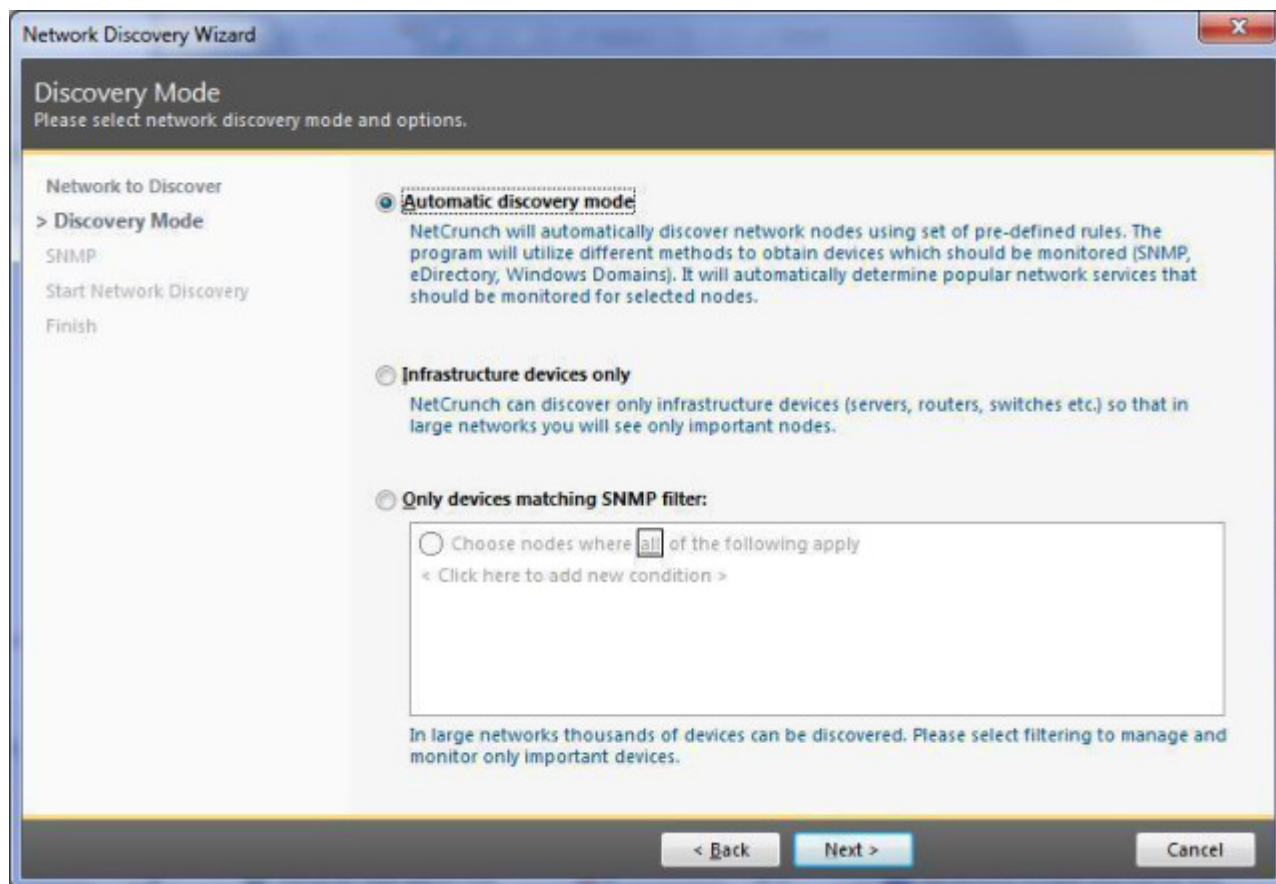 Network Discovery Wizard
Discovery Mode
Please select network discovery mode and options.
Network to Discover
> Discovery Mode
SNMP
Start Network Discovery
Finish
Automatic discovery mode
NetCrunch will automatically discover network nodes using set of pre-defined rules. The
program will utilize different methods to obtain devices which should be monitored (SNMP,
eDirectory, Windows Domains). It will automatically determine popular network services that
should be monitored for selected nodes.
Infrastructure devices only
NetCrunch can discover only infrastructure devices (servers, routers, switches etc.) so that in
large networks you will see only important nodes.
Only devices matching SNMP filter:
Choose nodes where all of the following apply
< Click here to add new condition >
In large networks thousands of devices can be discovered. Please select filtering to manage and
monitor only important devices.
< Back
Next >
Cancel